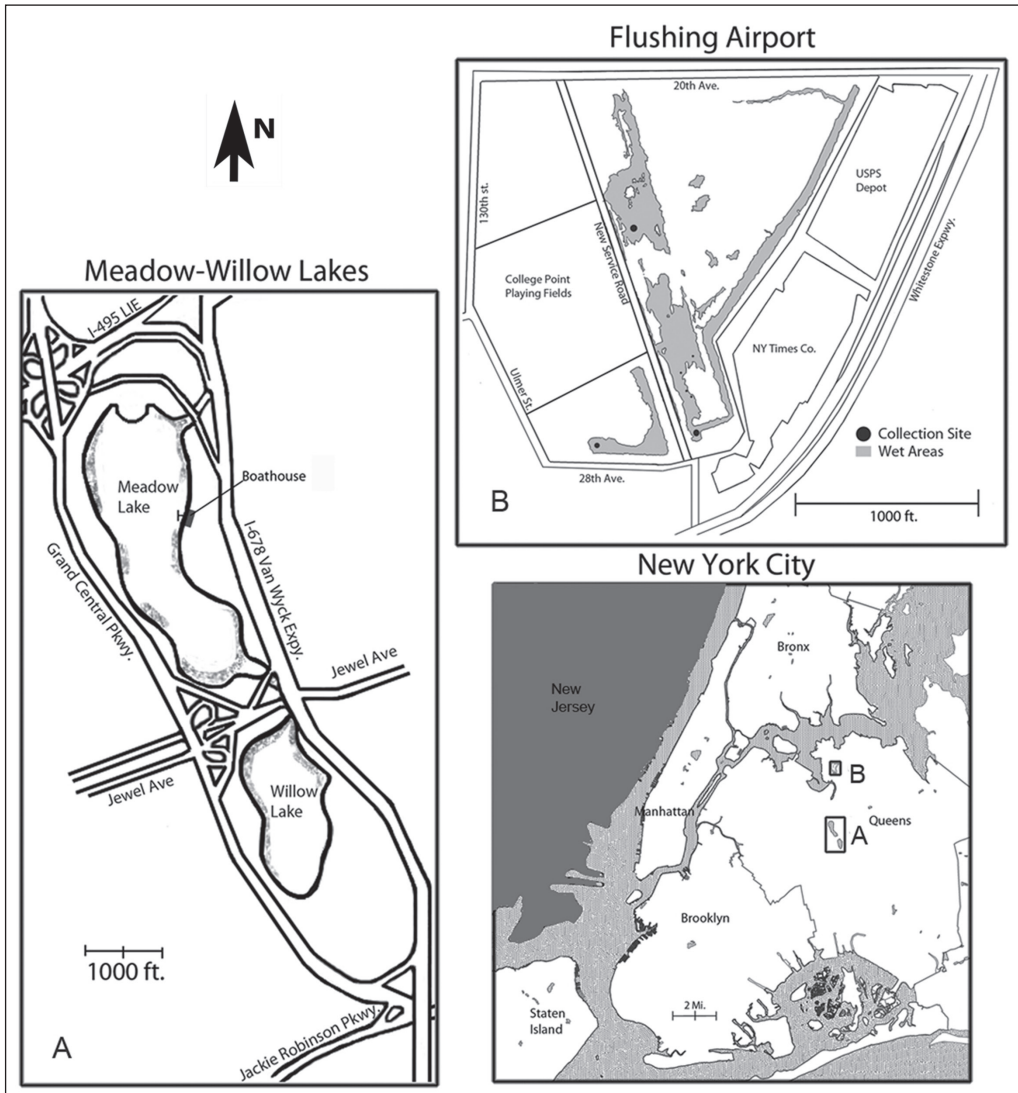 Flushing Airport
20th Ave.
130th st.
New Service Road
USPS
Depot
Whitestone Expwy.
College Point
Playing Fields
NY Times Co.
Ulmer St.
28th Ave.
Collection Site
Wet Areas
1000 ft.
B
N
Meadow-Willow Lakes
I-495 LIE
Meadow
Lake
Boathouse
I-678 Van Wyck Expy.
Grand Central Pkwy.
Jewel Ave
Jewel Ave
Willow
Lake
1000 ft.
Jackie Robinson Pkwy.
A
New York City
New
Jersey
Bronx
B
Manhattan
Queens
A
Brooklyn
Staten
Island
2 Mi.